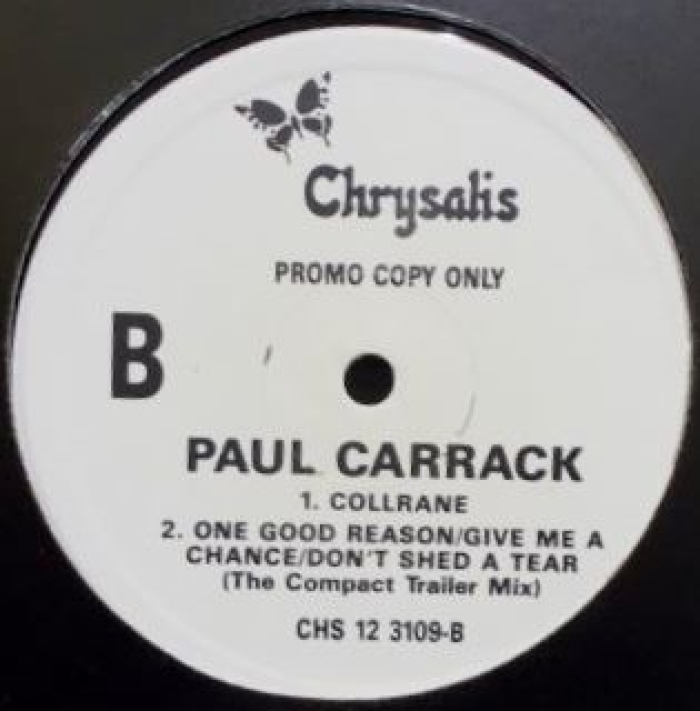 Chrysalis
PROMO COPY ONLY
B
PAUL CARRACK
1. COLLRANE
2. ONE GOOD REASON/GIVE ME A
CHANCE/DON'T SHED A TEAR
(The Compact Trailer Mix)
CHS 12 3109-B